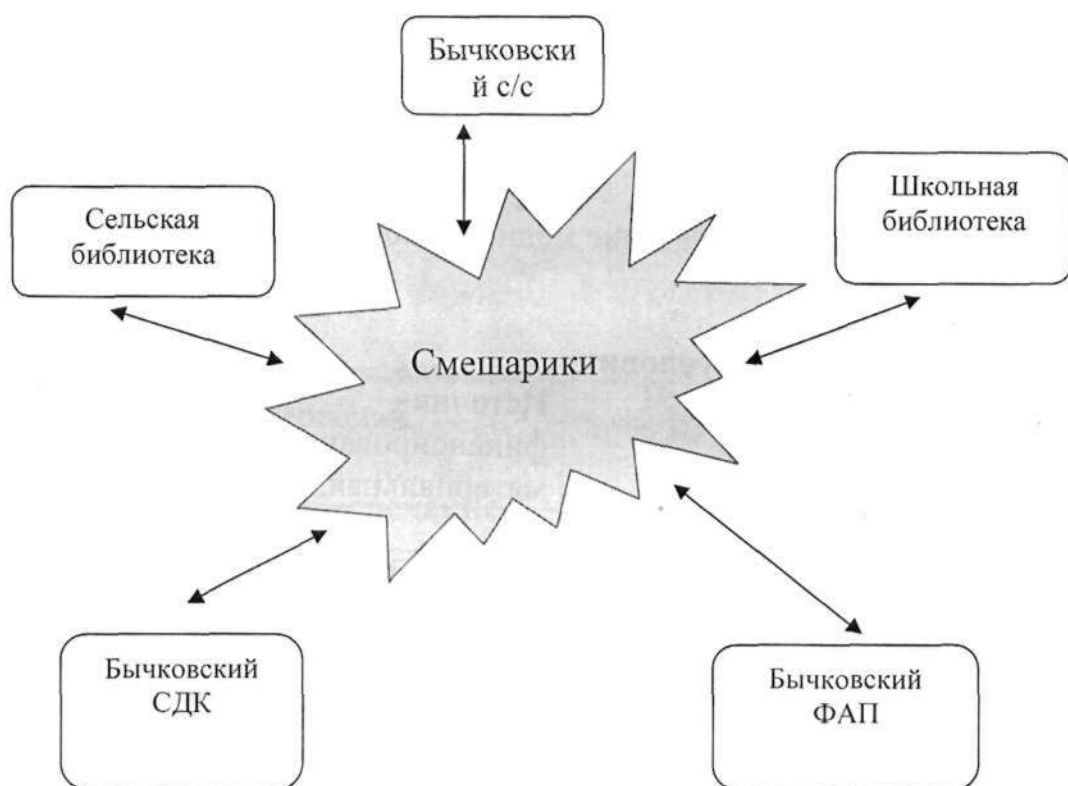 Бычковски
й с/с
Сельская
библиотека
Школьная
библиотека
Смешарики
Бычковский
СДК
Бычковский
ФАП